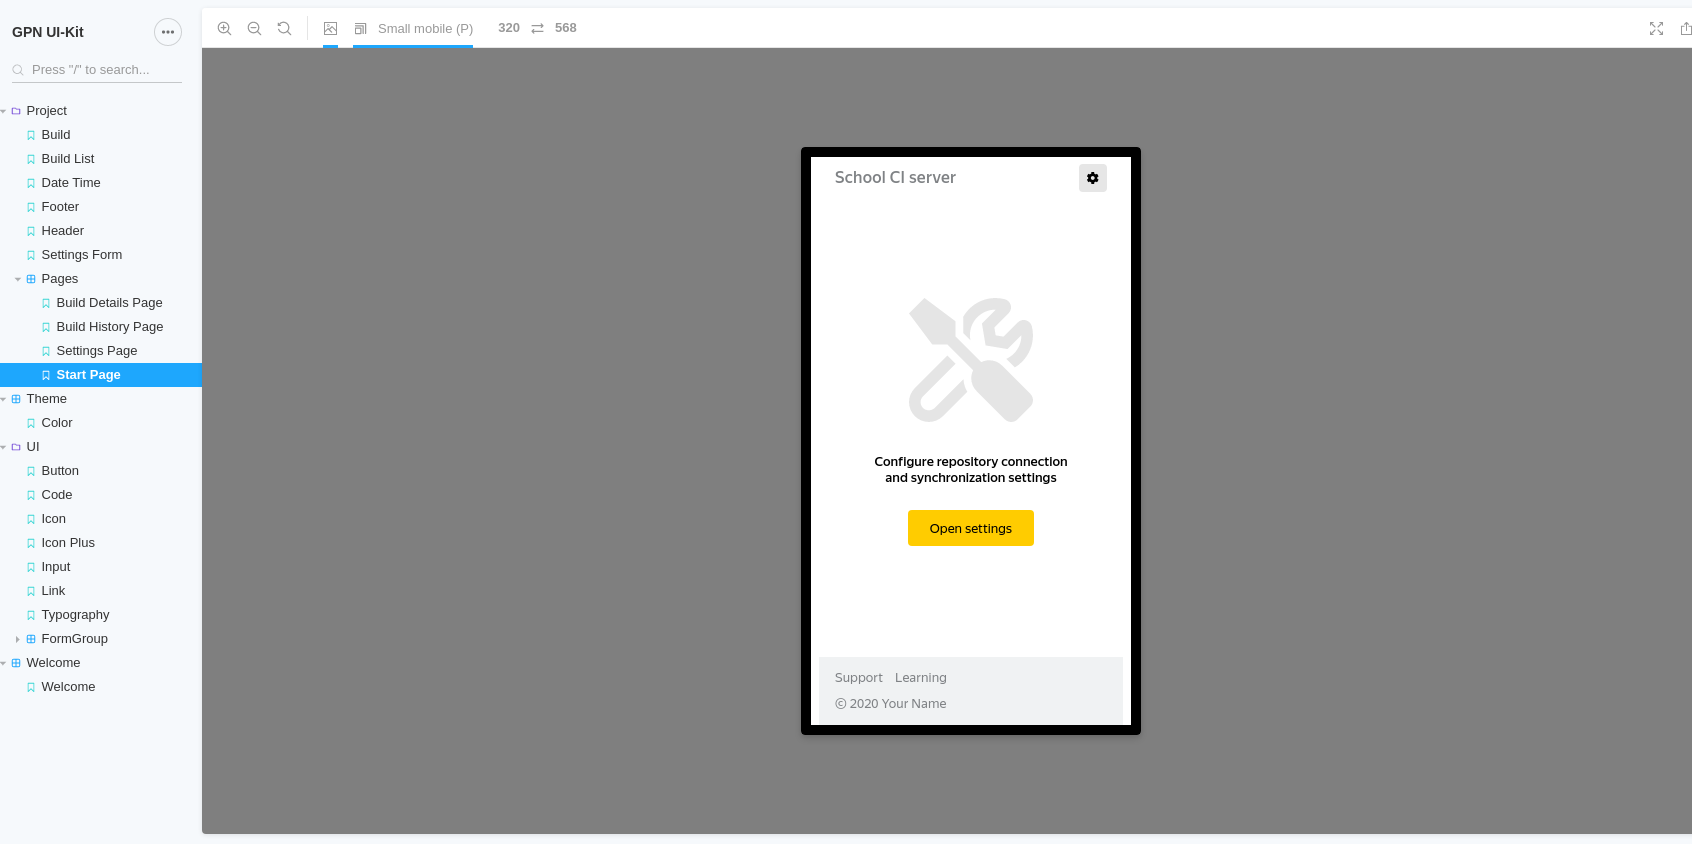 GPN UI-Kit
Press "/" to search...
Project
Build
Build List
Date Time
Footer
Header
Settings Form
Pages
Build Details Page
Build History Page
Settings Page
Start Page
Theme
Color
UI
Button
Code
Icon
Icon Plus
Input
Link
Typography
FormGroup
Welcome
Welcome
Small mobile (P) 320 568
School CI server
Configure repository connection
and synchronization settings
Open settings
Support Learning
© 2020 Your Name